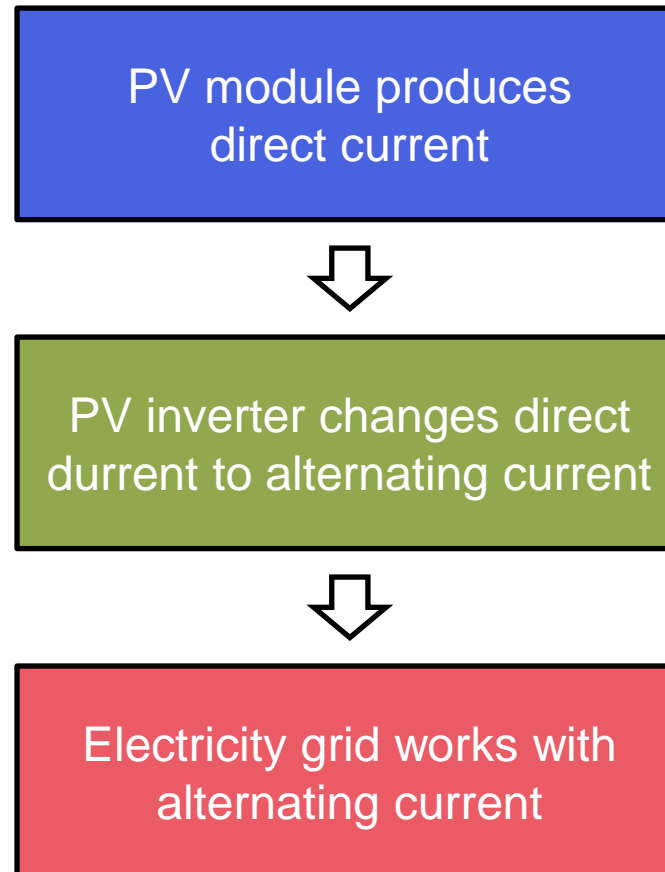 PV module produces
direct current
PV inverter changes direct
durrent to alternating current
Electricity grid works with
alternating current